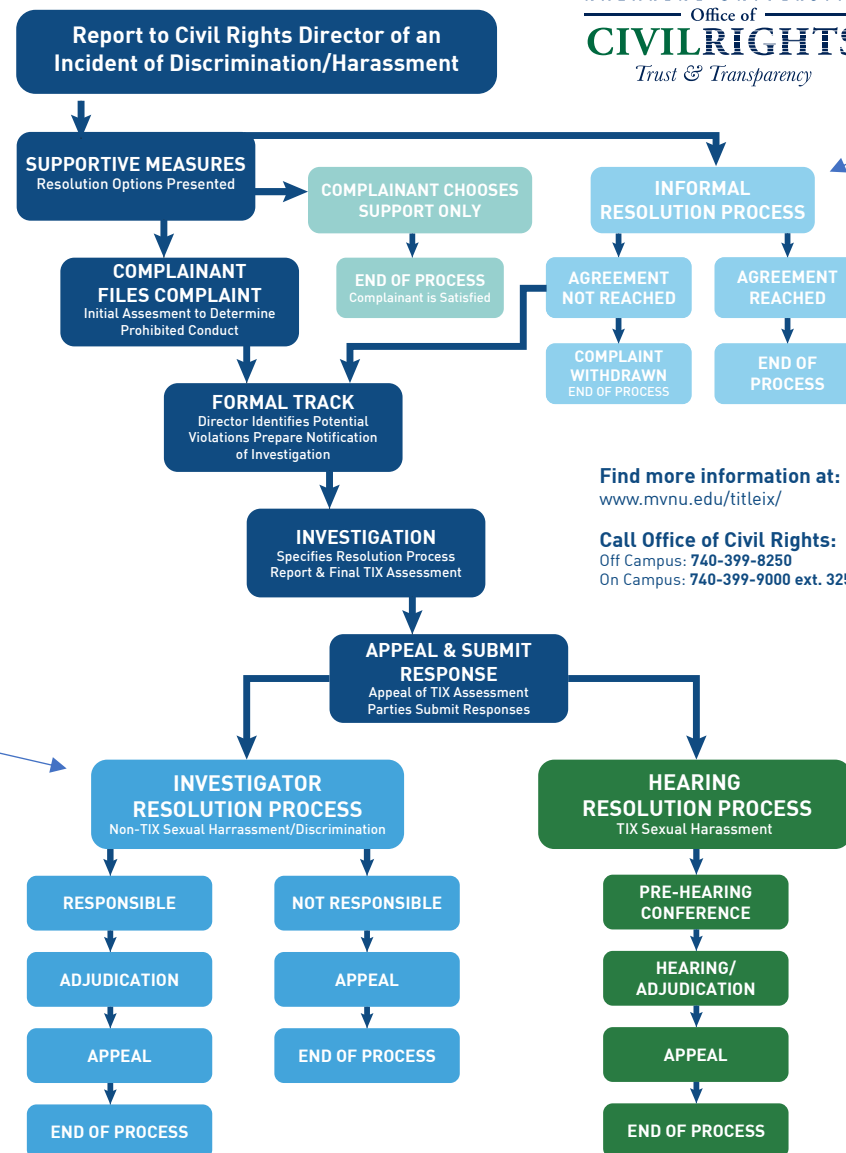 Report to Civil Rights Director of an
Incident of Discrimination/Harassment
Office of
CIVILRIGHTS
Trust & Transparency
SUPPORTIVE MEASURES
Resolution Options Presented
COMPLAINANT CHOOSES
SUPPORT ONLY
INFORMAL
RESOLUTION PROCESS
COMPLAINANT
FILES COMPLAINT
Initial Assesment to Determine
Prohibited Conduct
END OF PROCESS
Complainant is Satisfied
AGREEMENT
NOT REACHED
AGREEMENT
REACHED
COMPLAINT
WITHDRAWN
END OF PROCESS
END OF
PROCESS
FORMAL TRACK
Director Identifies Potential
Violations Prepare Notification
of Investigation
Find more information at:
www.mvnu.edu/titleix/
Call Office of Civil Rights:
Off Campus: 740-399-8250
On Campus: 740-399-9000 ext. 325
INVESTIGATION
Specifies Resolution Process
Report & Final TIX Assessment
APPEAL & SUBMIT
RESPONSE
Appeal of TIX Assessment
Parties Submit Responses
INVESTIGATOR
RESOLUTION PROCESS
Non-TIX Sexual Harrassment/Discrimination
HEARING
RESOLUTION PROCESS
TIX Sexual Harassment
RESPONSIBLE
NOT RESPONSIBLE
PRE-HEARING
CONFERENCE
ADJUDICATION
APPEAL
HEARING/
ADJUDICATION
APPEAL
END OF PROCESS
APPEAL
END OF PROCESS
END OF PROCESS